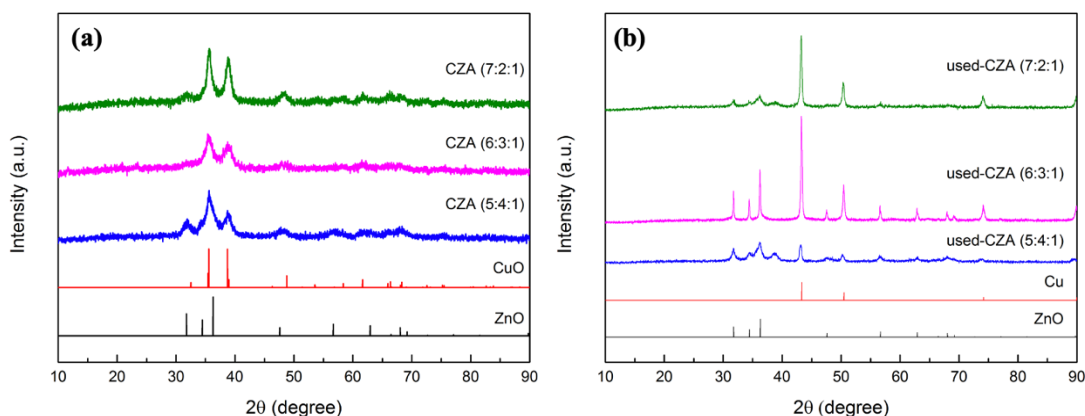 (a)
CZA (7:2:1)
CZA (6:3:1)
CZA (5:4:1)
CuO
ZnO
Intensity (a.u.)
10 20 30 40 50 60 70 80 90
2θ (degree)
(b)
used-CZA (7:2:1)
used-CZA (6:3:1)
used-CZA (5:4:1)
Cu
ZnO
Intensity (a.u.)
10 20 30 40 50 60 70 80 90
2θ (degree)